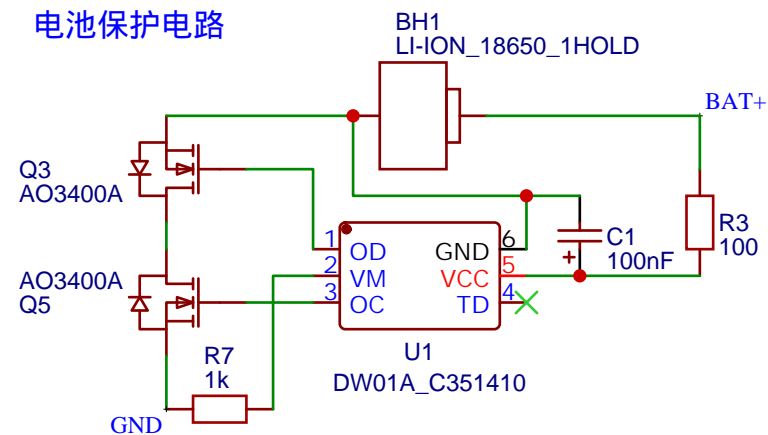 电池保护电路
BH1
LI-ION_18650_1HOLD
BAT+
Q3
AO3400A
R3
100
C1
100nF
+
1
OD
GND
6
2
VM
VCC
5
3
OC
TD
4
AO3400A
Q5
U1
DW01A_C351410
R7
1k
GND